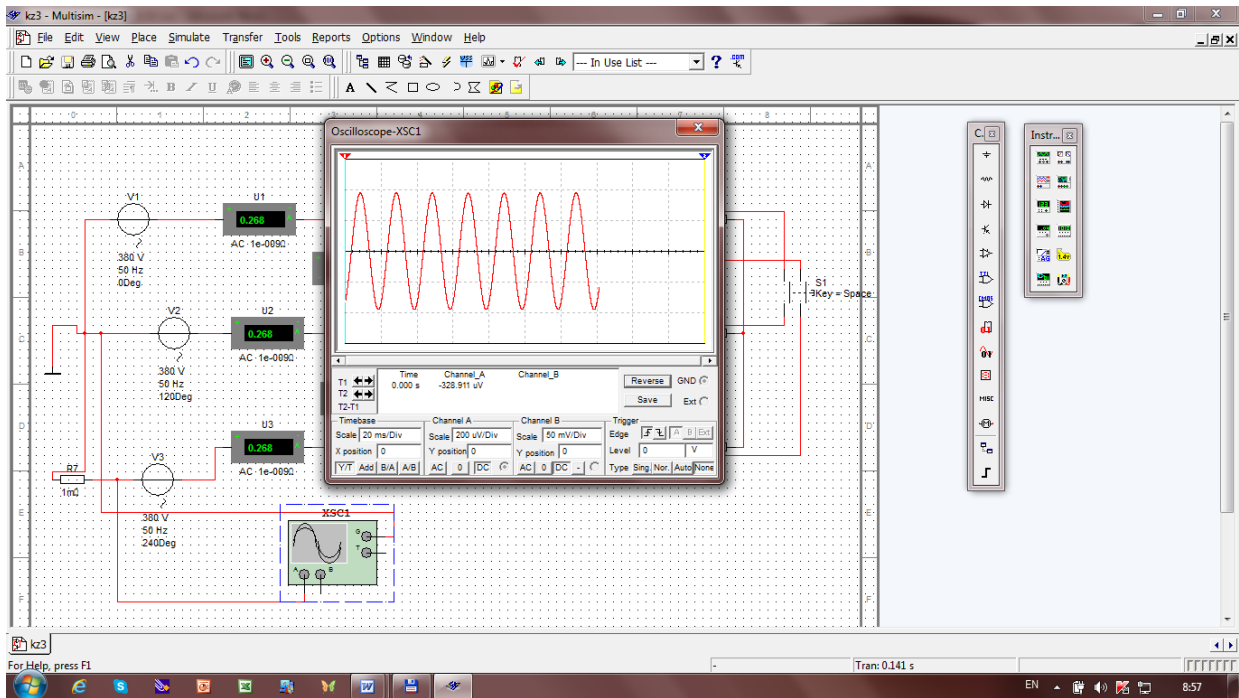 kz3 - Multisim - [kz3]
File Edit View Place Simulate Transfer Tools Reports Options Window Help
--- In Use List ---
Oscilloscope-XSC1
C...
Instr...
V1
380 V
50 Hz
0Deg
U1
0.268
AC 1e-009Ω
V2
380 V
50 Hz
120Deg
U2
0.268
AC 1e-009Ω
V3
380 V
50 Hz
240Deg
U3
0.268
AC 1e-009Ω
R7
1mΩ
XSC1
G
T
A B
S1
Key = Space
T1
T2
T2-T1
Time Channel_A Channel_B
0.000 s -328.911 uV
Reverse GND
Save Ext
Timebase
Scale 20 ms/Div
X position 0
Y/T Add B/A A/B
Channel A
Scale 200 uV/Div
Y position 0
AC 0 DC
Channel B
Scale 50 mV/Div
Y position 0
AC 0 DC -
Trigger
Edge A B Ext
Level 0 V
Type Sing. Nor. Auto None
MISC
kz3
For Help, press F1
- Tran: 0.141 s
EN 8:57